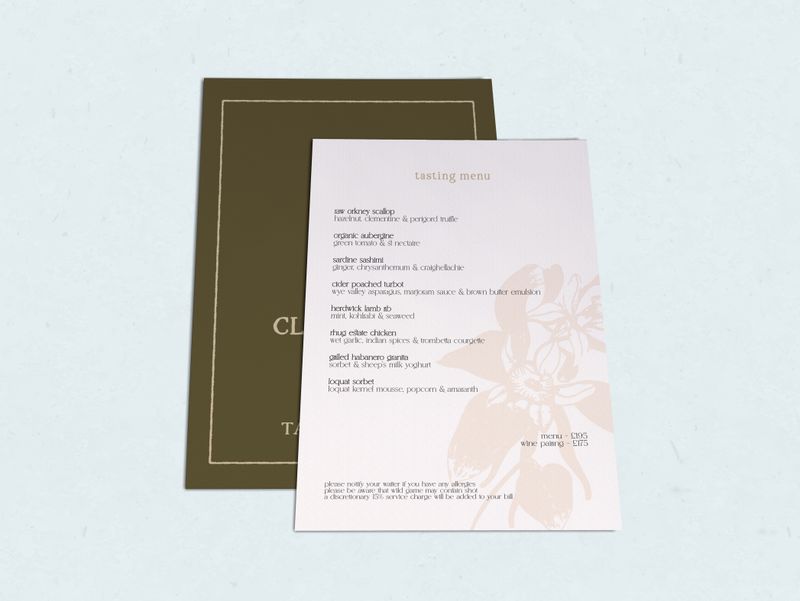 tasting menu
raw orkney scallop
hazelnut, clementine & perigord truffle
organic aubergine
green tomato & st nectaire
sardine sashimi
ginger, chrysanthemum & craighellachie
cider poached turbot
wye valley asparagus, marjoram sauce & brown butter emulsion
herdwick lamb rib
mint, kohlrabi & seaweed
rhug estate chicken
wet garlic, indian spices & trombetta courgette
grilled habanero granita
sorbet & sheep's milk yoghurt
loquat sorbet
loquat kernel mousse, popcorn & amaranth
menu - £195
wine pairing - £175
please notify your waiter if you have any allergies
please be aware that wild game may contain shot
a discretionary 15% service charge will be added to your bill
CL
TA